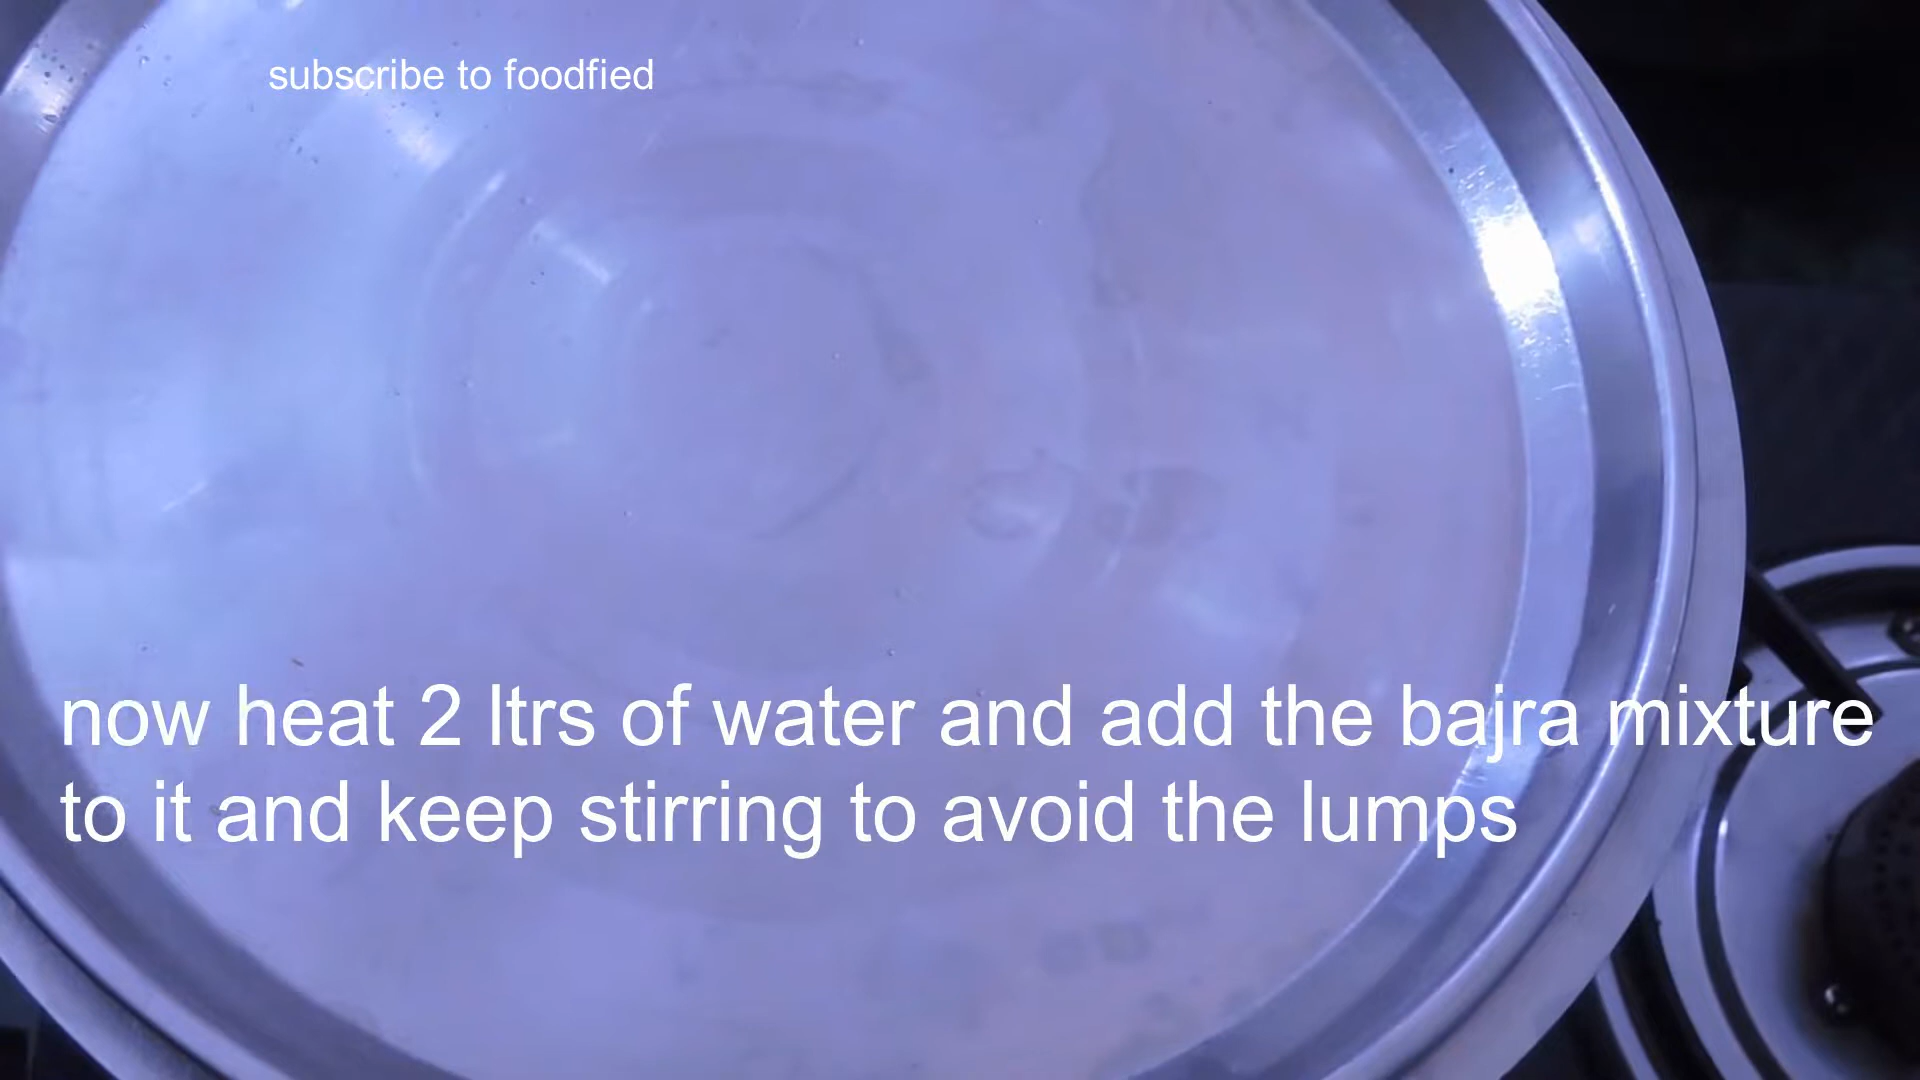 subscribe to foodfied
now heat 2 ltrs of water and add the bajra mixture
to it and keep stirring to avoid the lumps